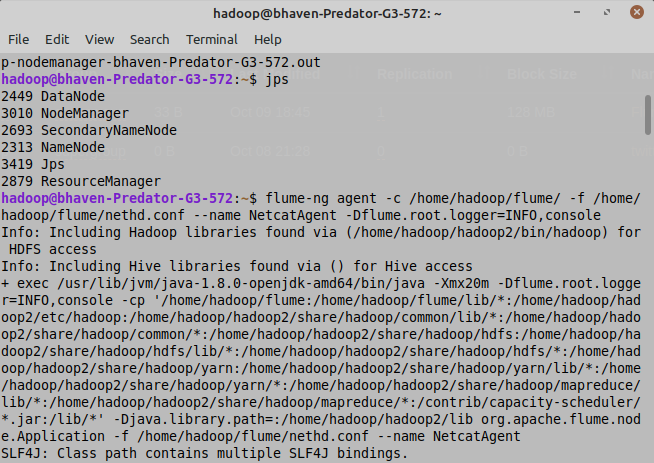 hadoop@bhaven-Predator-G3-572: ~
File Edit View Search Terminal Help
p-nodemanager-bhaven-Predator-G3-572.out
hadoop@bhaven-Predator-G3-572:~$ jps
2449 DataNode
3010 NodeManager
2693 SecondaryNameNode
2313 NameNode
3419 Jps
2879 ResourceManager
hadoop@bhaven-Predator-G3-572:~$ flume-ng agent -c /home/hadoop/flume/ -f /home/
hadoop/flume/nethd.conf --name NetcatAgent -Dflume.root.logger=INFO,console
Info: Including Hadoop libraries found via (/home/hadoop/hadoop2/bin/hadoop) for
 HDFS access
Info: Including Hive libraries found via () for Hive access
+ exec /usr/lib/jvm/java-1.8.0-openjdk-amd64/bin/java -Xmx20m -Dflume.root.logge
r=INFO,console -cp '/home/hadoop/flume:/home/hadoop/flume/lib/*:/home/hadoop/had
oop2/etc/hadoop:/home/hadoop/hadoop2/share/hadoop/common/lib/*:/home/hadoop/hado
op2/share/hadoop/common/*:/home/hadoop/hadoop2/share/hadoop/hdfs:/home/hadoop/ha
doop2/share/hadoop/hdfs/lib/*:/home/hadoop/hadoop2/share/hadoop/hdfs/*:/home/had
oop/hadoop2/share/hadoop/yarn:/home/hadoop/hadoop2/share/hadoop/yarn/lib/*:/home
/hadoop/hadoop2/share/hadoop/yarn/*:/home/hadoop/hadoop2/share/hadoop/mapreduce/
lib/*:/home/hadoop/hadoop2/share/hadoop/mapreduce/*:/contrib/capacity-scheduler/
*.jar:/lib/*' -Djava.library.path=:/home/hadoop/hadoop2/lib org.apache.flume.nod
e.Application -f /home/hadoop/flume/nethd.conf --name NetcatAgent
SLF4J: Class path contains multiple SLF4J bindings.